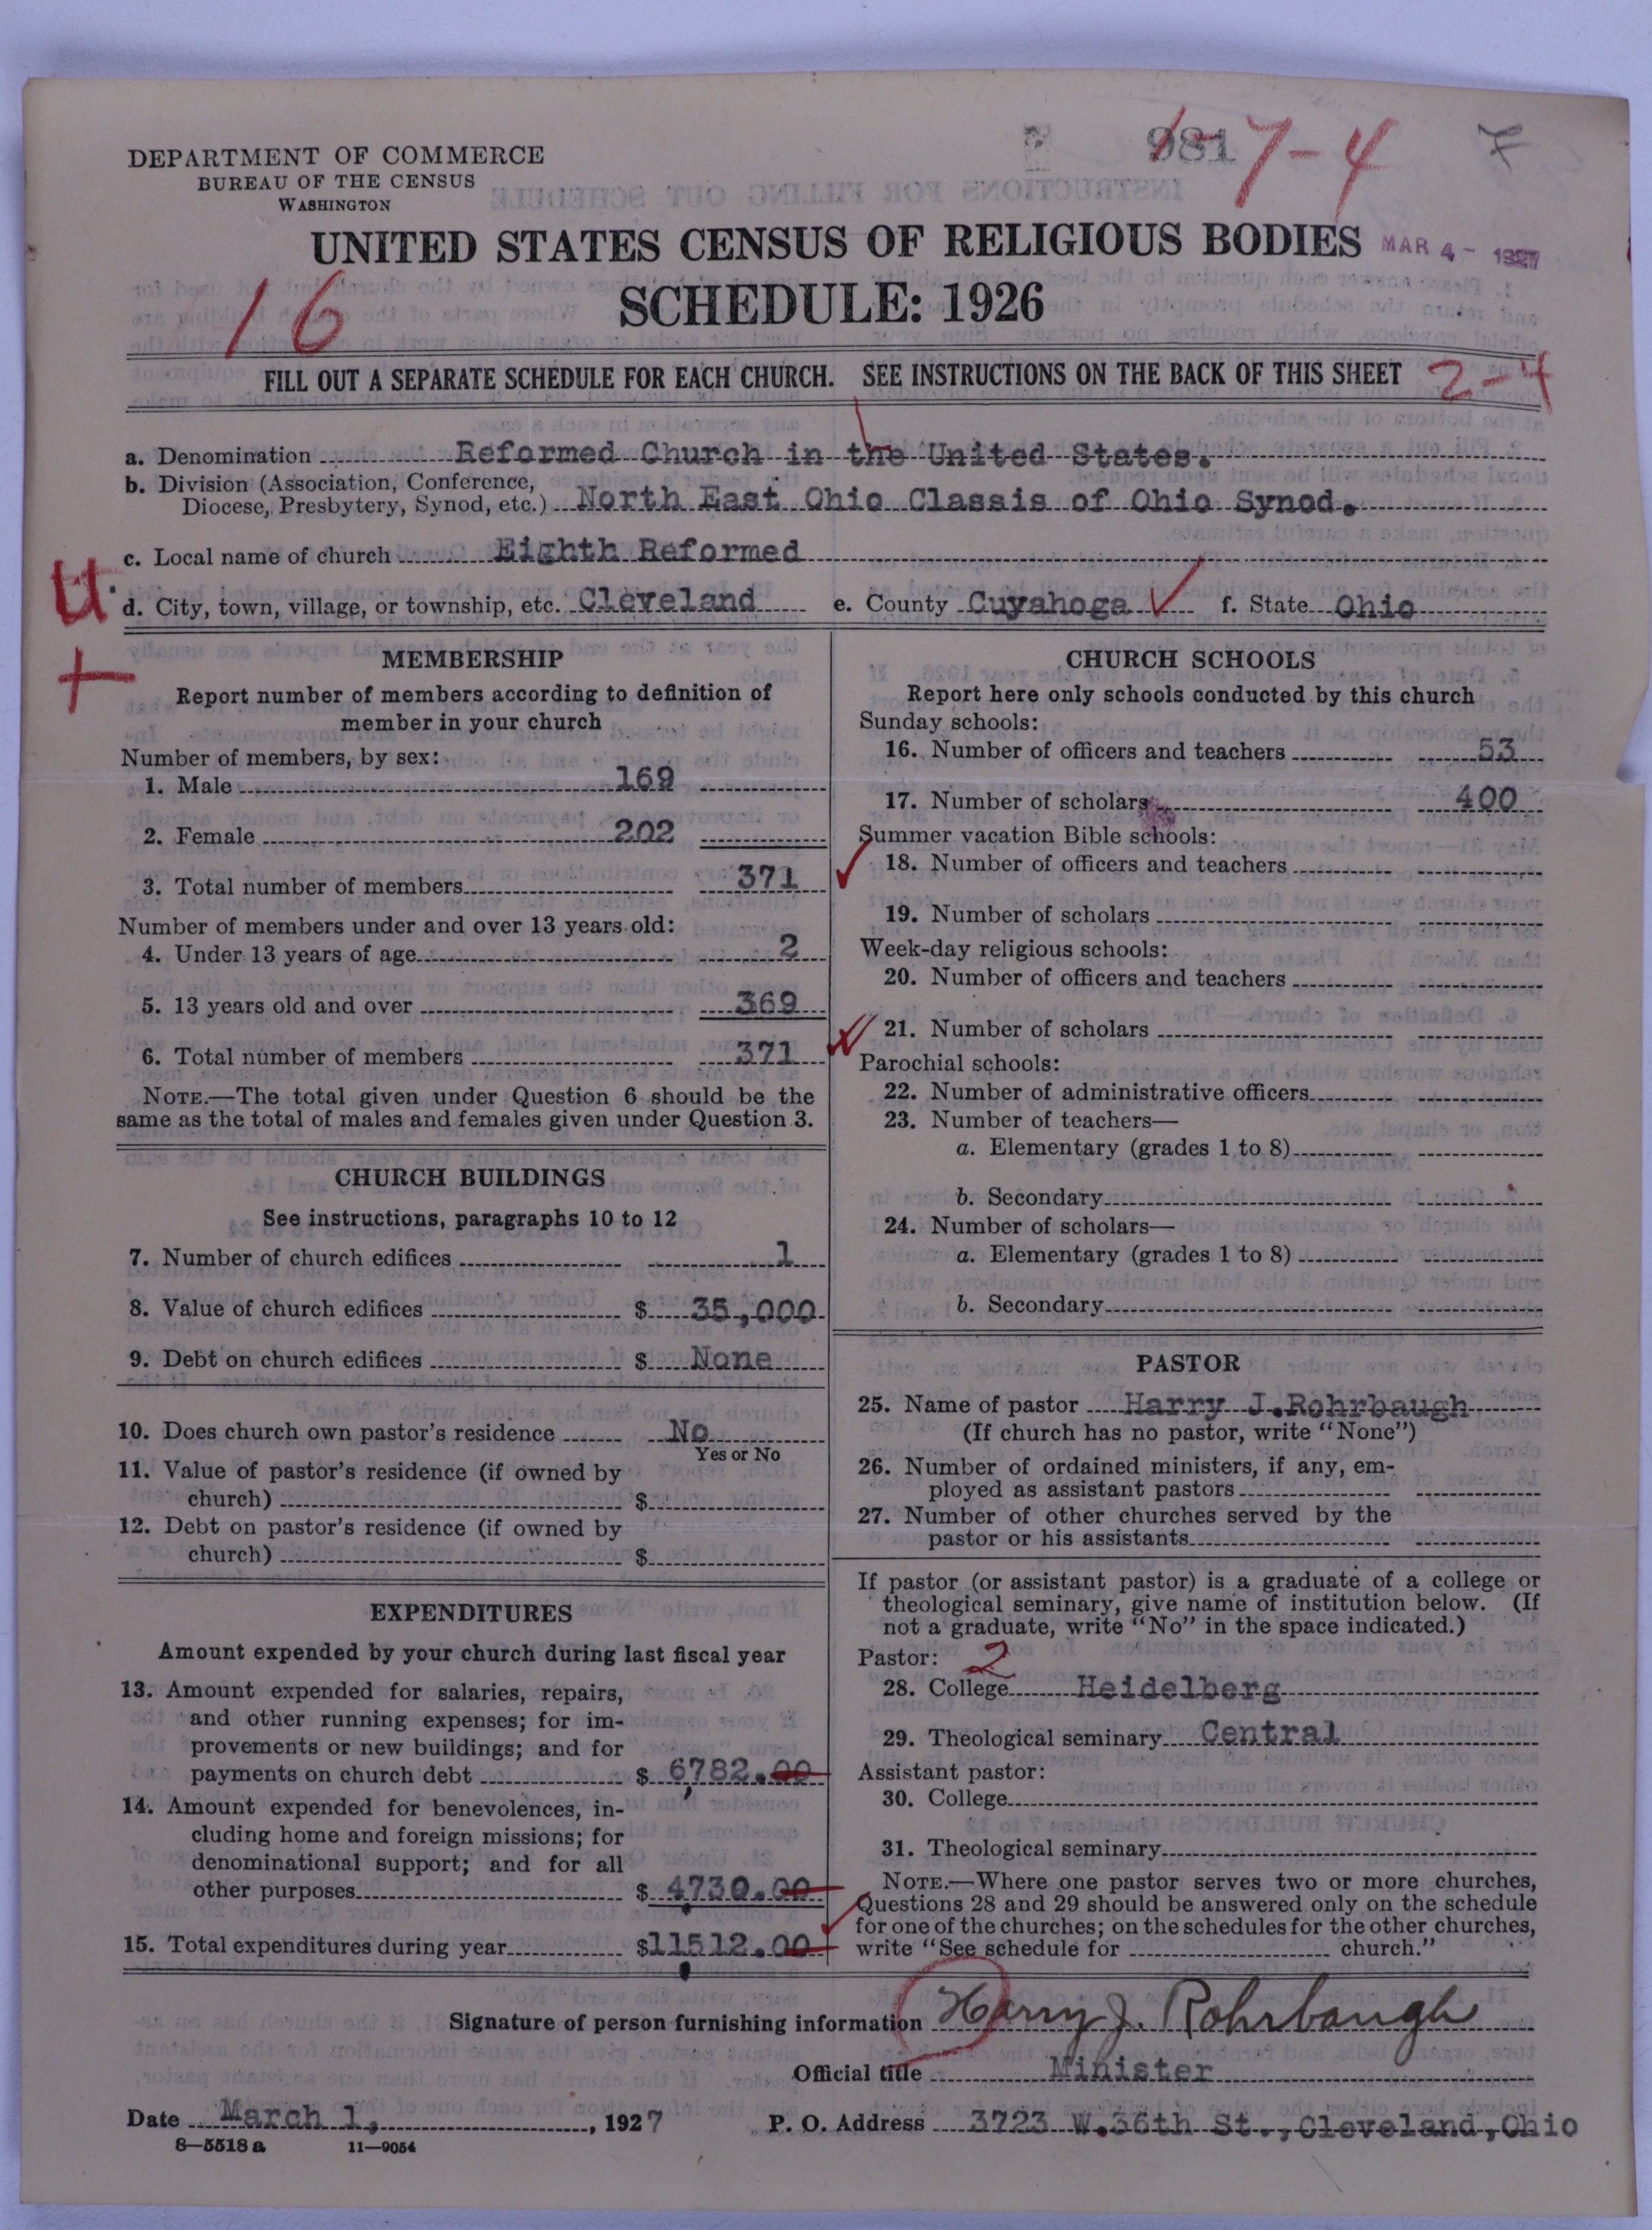 DEPARTMENT OF COMMERCE
BUREAU OF THE CENSUS
WASHINGTON
981
7-4
7
UNITED STATES CENSUS OF RELIGIOUS BODIES
MAR 4 - 1927
16
SCHEDULE: 1926
FILL OUT A SEPARATE SCHEDULE FOR EACH CHURCH. SEE INSTRUCTIONS ON THE BACK OF THIS SHEET
2-4
a. Denomination Reformed Church in the United States.
b. Division (Association, Conference,
Diocese, Presbytery, Synod, etc.) North East Ohio Classis of Ohio Synod.
c. Local name of church Eighth Reformed
U
d. City, town, village, or township, etc. Cleveland e. County Cuyahoga f. State Ohio
MEMBERSHIP
Report number of members according to definition of
member in your church
Number of members, by sex:
1. Male 169
2. Female 202
3. Total number of members 371
Number of members under and over 13 years old:
4. Under 13 years of age 2
5. 13 years old and over 369
6. Total number of members 371
NOTE.—The total given under Question 6 should be the
same as the total of males and females given under Question 3.
CHURCH BUILDINGS
See instructions, paragraphs 10 to 12
7. Number of church edifices 1
8. Value of church edifices $ 35,000
9. Debt on church edifices $ None
10. Does church own pastor's residence No
Yes or No
11. Value of pastor's residence (if owned by
church) $
12. Debt on pastor's residence (if owned by
church) $
EXPENDITURES
Amount expended by your church during last fiscal year
13. Amount expended for salaries, repairs,
and other running expenses; for im-
provements or new buildings; and for
payments on church debt $ 6782.00
14. Amount expended for benevolences, in-
cluding home and foreign missions; for
denominational support; and for all
other purposes $ 4730.00
15. Total expenditures during year $11512.00
CHURCH SCHOOLS
Report here only schools conducted by this church
Sunday schools:
16. Number of officers and teachers 53
17. Number of scholars 400
Summer vacation Bible schools:
18. Number of officers and teachers
19. Number of scholars
Week-day religious schools:
20. Number of officers and teachers
21. Number of scholars
Parochial schools:
22. Number of administrative officers
23. Number of teachers—
a. Elementary (grades 1 to 8)
b. Secondary
24. Number of scholars—
a. Elementary (grades 1 to 8)
b. Secondary
PASTOR
25. Name of pastor Harry J.Rohrbaugh
(If church has no pastor, write "None")
26. Number of ordained ministers, if any, em-
ployed as assistant pastors
27. Number of other churches served by the
pastor or his assistants
If pastor (or assistant pastor) is a graduate of a college or
theological seminary, give name of institution below. (If
not a graduate, write "No" in the space indicated.)
Pastor: 2
28. College Heidelberg
29. Theological seminary Central
Assistant pastor:
30. College
31. Theological seminary
NOTE.—Where one pastor serves two or more churches,
Questions 28 and 29 should be answered only on the schedule
for one of the churches; on the schedules for the other churches,
write "See schedule for church."
Signature of person furnishing information Harry J. Rohrbaugh
Official title Minister
Date March 1, , 1927 P. O. Address 3723 W.36th St.,Cleveland,Ohio
8—5518 a 11—9054